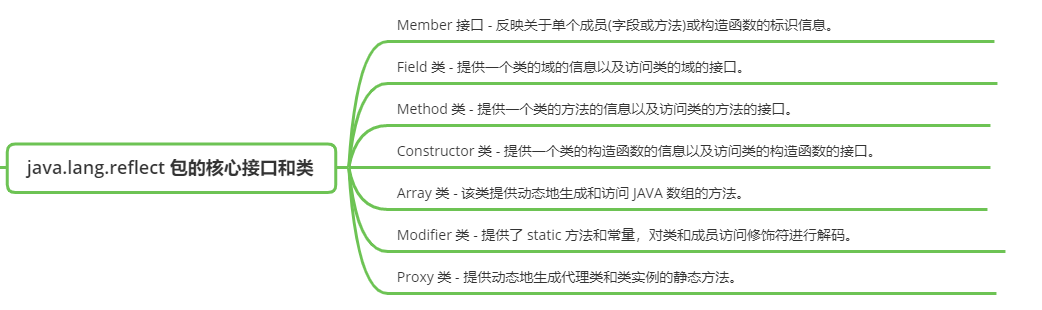 Member 接口 - 反映关于单个成员(字段或方法)或构造函数的标识信息。
Field 类 - 提供一个类的域的信息以及访问类的域的接口。
Method 类 - 提供一个类的方法的信息以及访问类的方法的接口。
Constructor 类 - 提供一个类的构造函数的信息以及访问类的构造函数的接口。
java.lang.reflect 包的核心接口和类
Array 类 - 该类提供动态地生成和访问 JAVA 数组的方法。
Modifier 类 - 提供了 static 方法和常量，对类和成员访问修饰符进行解码。
Proxy 类 - 提供动态地生成代理类和类实例的静态方法。